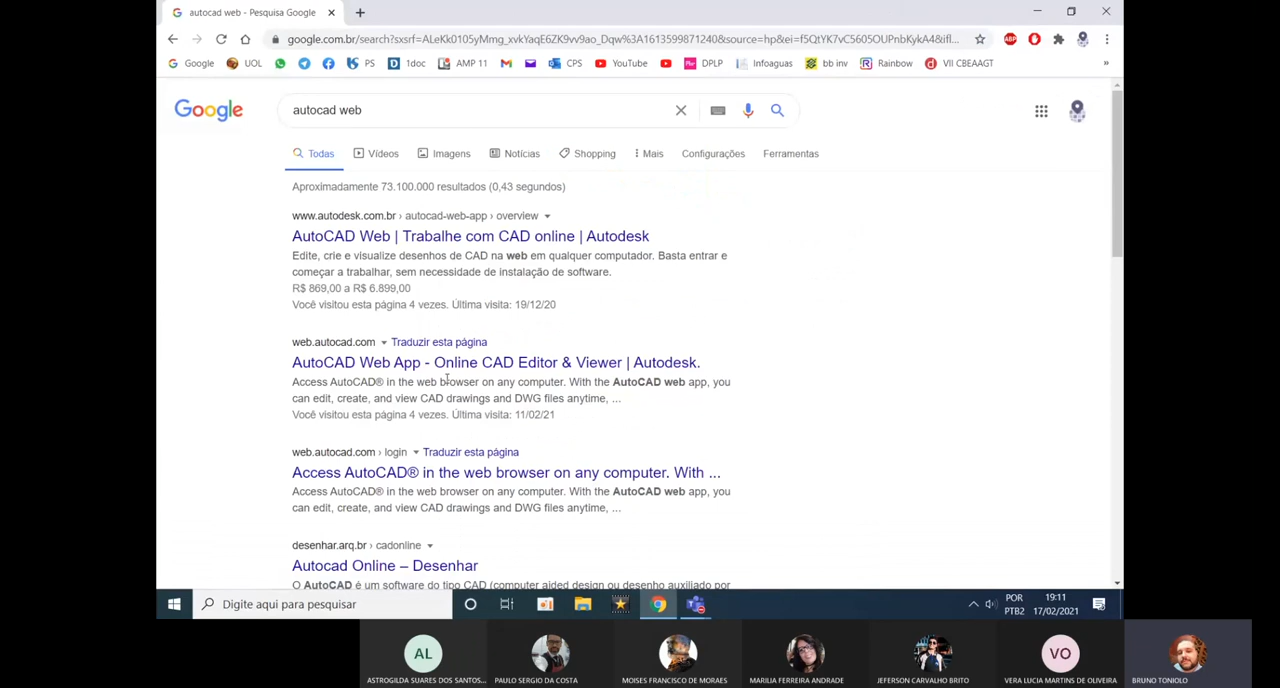 autocad web - Pesquisa Google
google.com.br/search?sxsrf=ALeKk0105yMmg_xvkYaqE6ZK9vv9ao_Dqw%3A1613599871240&source=hp&ei=f5QtYK7vC5605OUPnbKykA4&ifl...
Google UOL 1doc AMP 11 CPS YouTube DPLP Infoaguas bb inv Rainbow VII CBEAAGT »
PS
Google autocad web
Todas Vídeos Imagens Notícias Shopping Mais Configurações Ferramentas
Aproximadamente 73.100.000 resultados (0,43 segundos)
www.autodesk.com.br › autocad-web-app › overview
AutoCAD Web | Trabalhe com CAD online | Autodesk
Edite, crie e visualize desenhos de CAD na web em qualquer computador. Basta entrar e
começar a trabalhar, sem necessidade de instalação de software.
R$ 869,00 a R$ 6.899,00
Você visitou esta página 4 vezes. Última visita: 19/12/20
web.autocad.com Traduzir esta página
AutoCAD Web App - Online CAD Editor & Viewer | Autodesk.
Access AutoCAD® in the web browser on any computer. With the AutoCAD web app, you
can edit, create, and view CAD drawings and DWG files anytime, ...
Você visitou esta página 4 vezes. Última visita: 11/02/21
web.autocad.com › login Traduzir esta página
Access AutoCAD® in the web browser on any computer. With ...
Access AutoCAD® in the web browser on any computer. With the AutoCAD web app, you
can edit, create, and view CAD drawings and DWG files anytime, ...
desenhar.arq.br › cadonline
Autocad Online – Desenhar
O AutoCAD é um software do tipo CAD (computer aided design ou desenho auxiliado por
Digite aqui para pesquisar POR 19:11
PTB2 17/02/2021
AL VO
ASTROGILDA SUARES DOS SANTOS... PAULO SERGIO DA COSTA MOISES FRANCISCO DE MORAES MARILIA FERREIRA ANDRADE JEFERSON CARVALHO BRITO VERA LUCIA MARTINS DE OLIVEIRA BRUNO TONIOLO